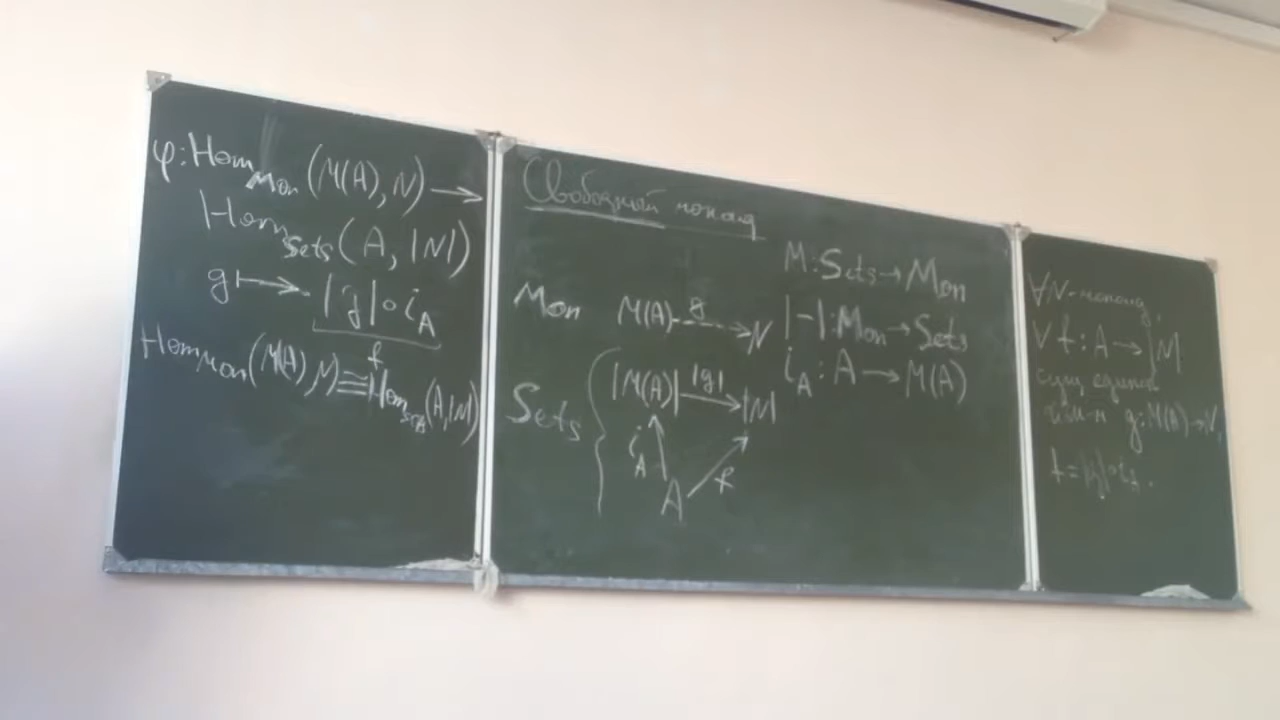 φ: Hom_Mon (M(A), N) →
Hom_Sets (A, |N|)
g ↦ |g| ∘ i_A
f
Hom_Mon (M(A), N) ≅ Hom_Sets (A, |N|)
Свободный моноид
M: Sets → Mon
Mon M(A) ⇢ N
g
|-|: Mon → Sets
i_A: A → M(A)
Sets |M(A)| → |N|
|g|
i_A
f
A
∀N - моноид,
∀f: A → |N|
сущ единств
гом-м g: M(A) → N,
f = |g| ∘ i_A.